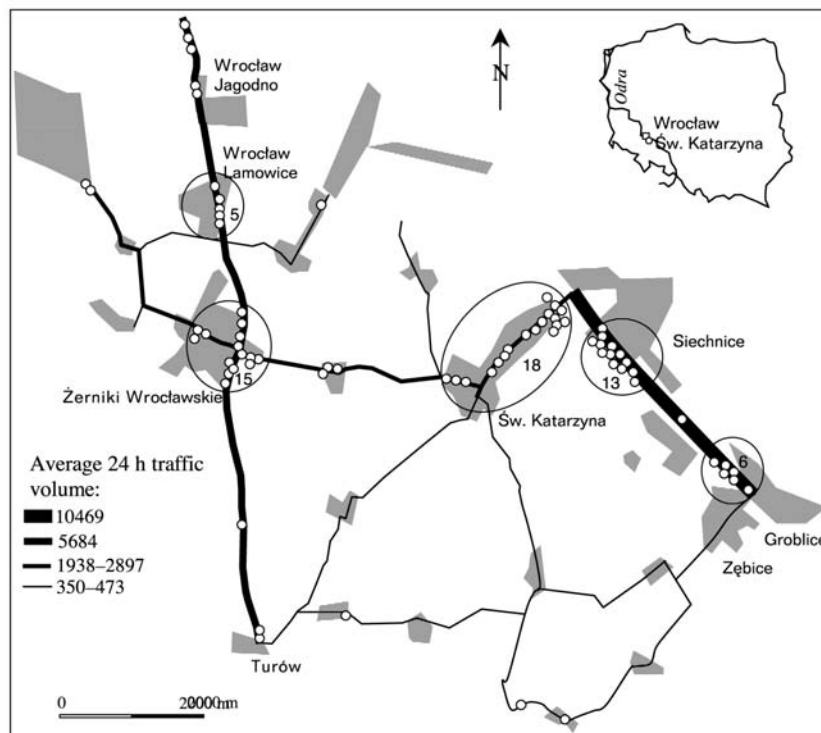 Wrocław
Jagodno
N
Odra
Wrocław
Św. Katarzyna
Wrocław
Lamowice
5
Siechnice
18
13
15
Żerniki Wrocławskie
Św. Katarzyna
6
Average 24 h traffic
volume:
10469
5684
1938–2897
350–473
Groblice
Zębice
Turów
0